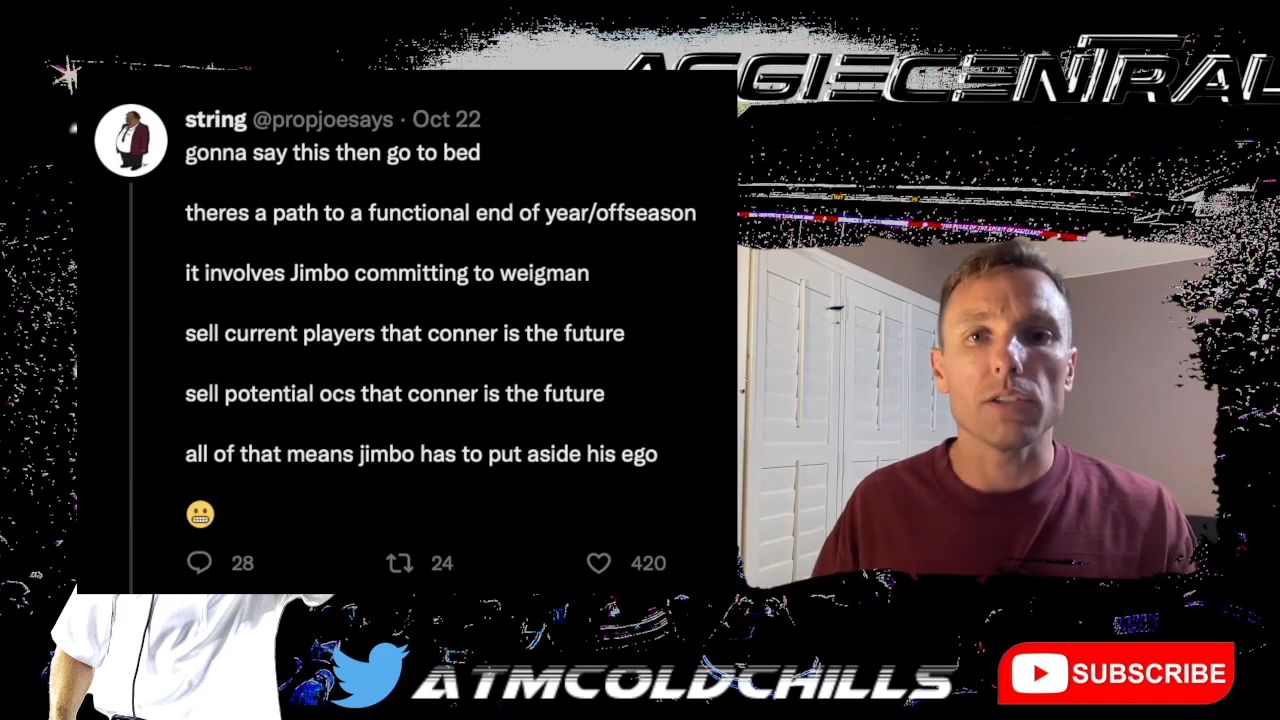 AGGIECENTRAL
string @propjoesays · Oct 22
gonna say this then go to bed
theres a path to a functional end of year/offseason
it involves Jimbo committing to weigman
sell current players that conner is the future
sell potential ocs that conner is the future
all of that means jimbo has to put aside his ego
😬
28 24 420
ATMCOLDCHILLS
SUBSCRIBE